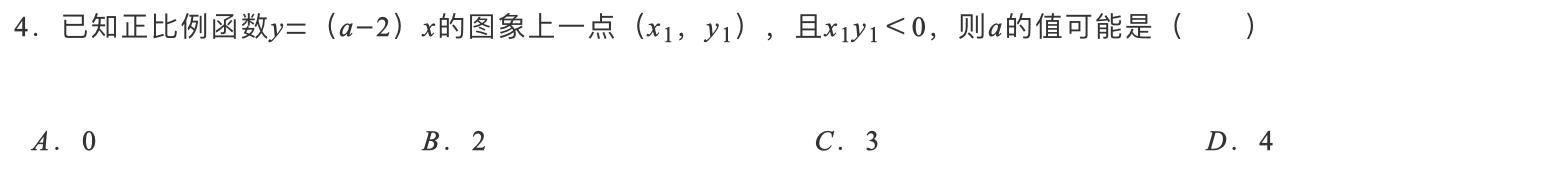 4．已知正比例函数y=（a−2）x的图象上一点（x₁，y₁），且x₁y₁＜0，则a的值可能是（　　）
A．0　B．2　C．3　D．4